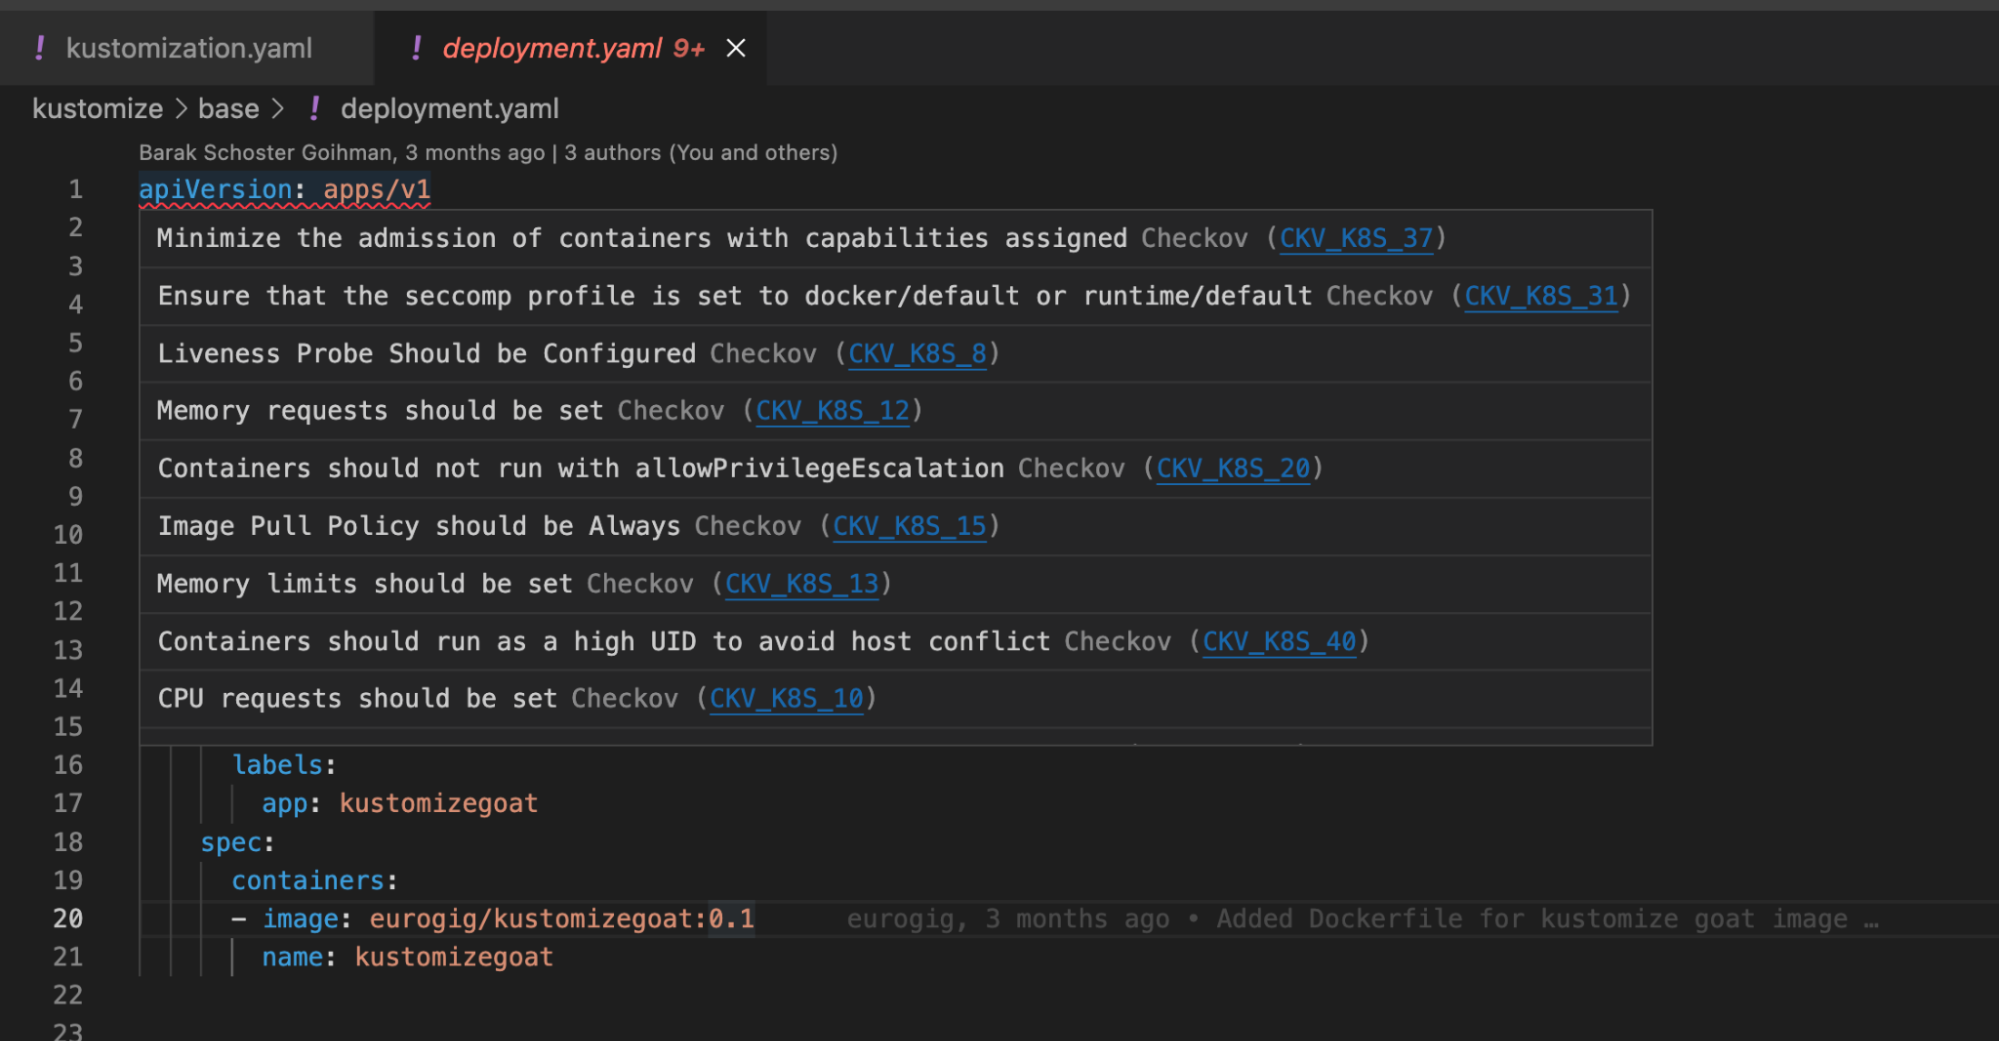 ! kustomization.yaml ! deployment.yaml 9+ ×
kustomize > base > ! deployment.yaml
Barak Schoster Goihman, 3 months ago | 3 authors (You and others)
1 apiVersion: apps/v1
2 Minimize the admission of containers with capabilities assigned Checkov (CKV_K8S_37)
3
4 Ensure that the seccomp profile is set to docker/default or runtime/default Checkov (CKV_K8S_31)
5 Liveness Probe Should be Configured Checkov (CKV_K8S_8)
6
7 Memory requests should be set Checkov (CKV_K8S_12)
8 Containers should not run with allowPrivilegeEscalation Checkov (CKV_K8S_20)
9
10 Image Pull Policy should be Always Checkov (CKV_K8S_15)
11 Memory limits should be set Checkov (CKV_K8S_13)
12
13 Containers should run as a high UID to avoid host conflict Checkov (CKV_K8S_40)
14 CPU requests should be set Checkov (CKV_K8S_10)
15
16 labels:
17 app: kustomizegoat
18 spec:
19 containers:
20 - image: eurogig/kustomizegoat:0.1 eurogig, 3 months ago • Added Dockerfile for kustomize goat image …
21 name: kustomizegoat
22
23